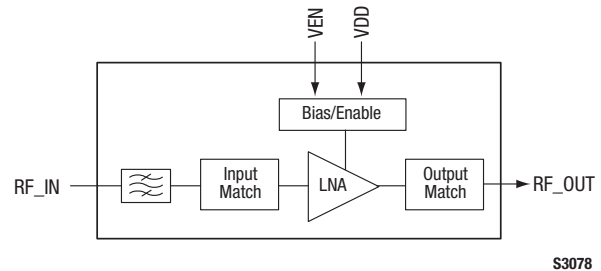 VEN
VDD
Bias/Enable
RF_IN
Input
Match
LNA
Output
Match
RF_OUT
S3078